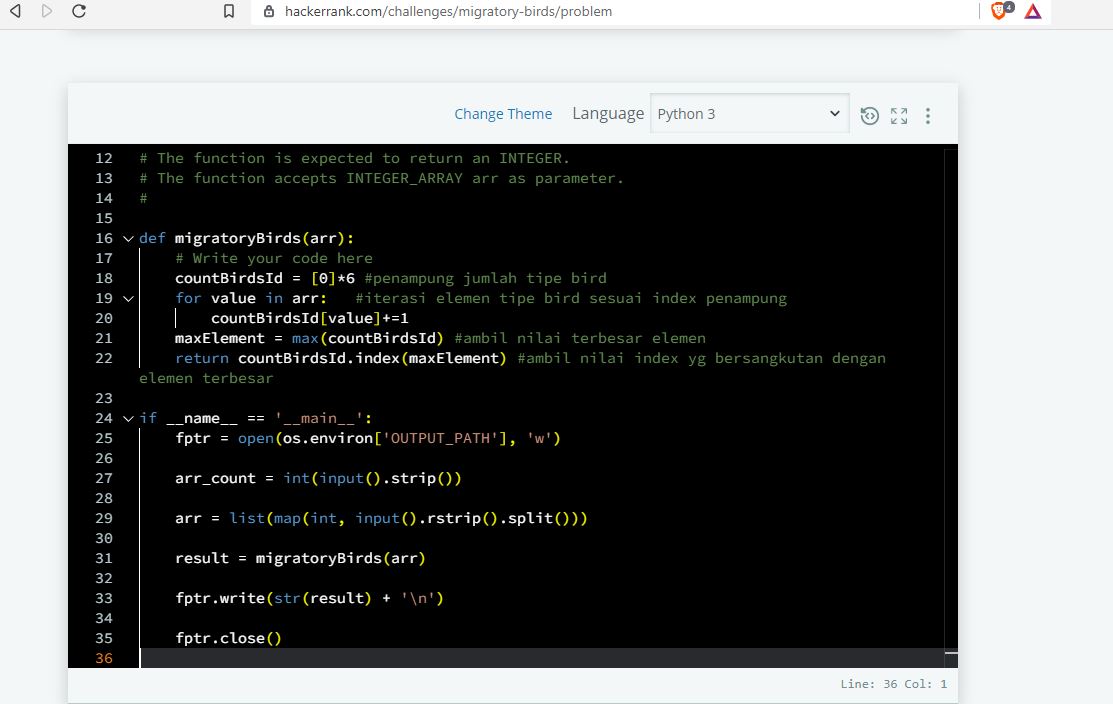 hackerrank.com/challenges/migratory-birds/problem
4
Change Theme Language Python 3
12 # The function is expected to return an INTEGER.
13 # The function accepts INTEGER_ARRAY arr as parameter.
14 #
15
16 def migratoryBirds(arr):
17 # Write your code here
18 countBirdsId = [0]*6 #penampung jumlah tipe bird
19 for value in arr: #iterasi elemen tipe bird sesuai index penampung
20 countBirdsId[value]+=1
21 maxElement = max(countBirdsId) #ambil nilai terbesar elemen
22 return countBirdsId.index(maxElement) #ambil nilai index yg bersangkutan dengan
elemen terbesar
23
24 if __name__ == '__main__':
25 fptr = open(os.environ['OUTPUT_PATH'], 'w')
26
27 arr_count = int(input().strip())
28
29 arr = list(map(int, input().rstrip().split()))
30
31 result = migratoryBirds(arr)
32
33 fptr.write(str(result) + '\n')
34
35 fptr.close()
36
Line: 36 Col: 1